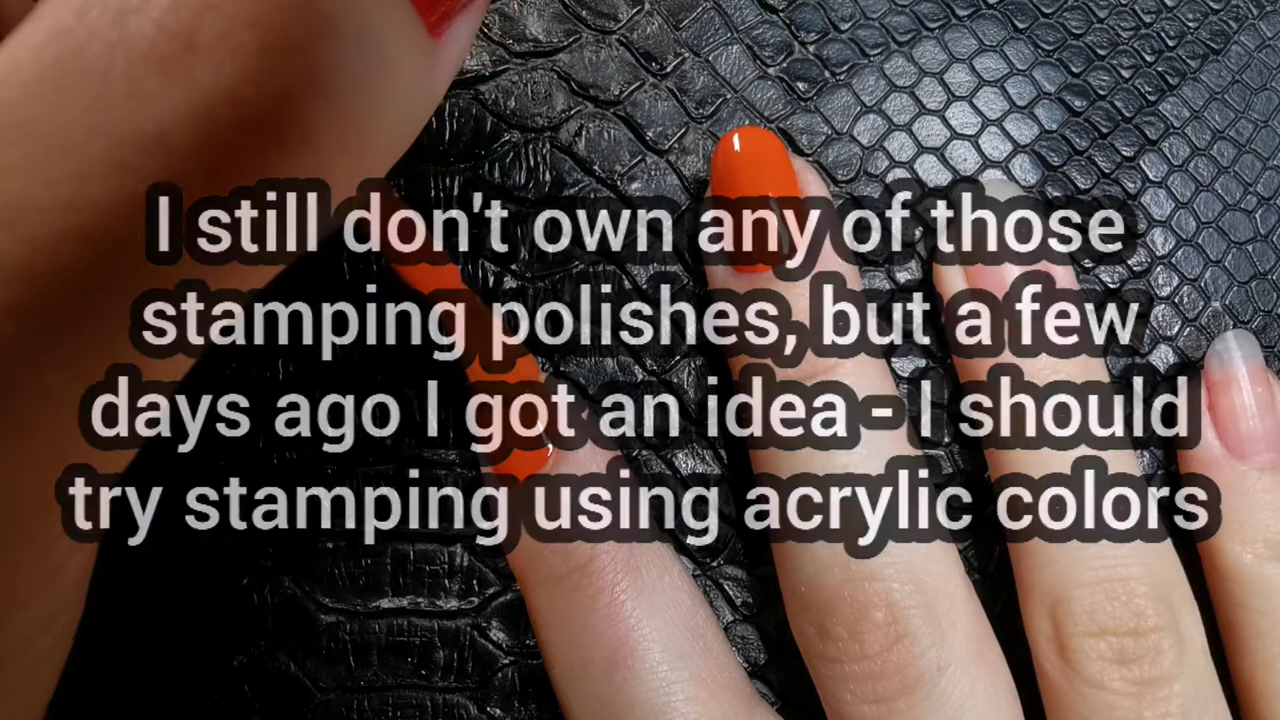 I still don't own any of those
stamping polishes, but a few
days ago I got an idea - I should
try stamping using acrylic colors